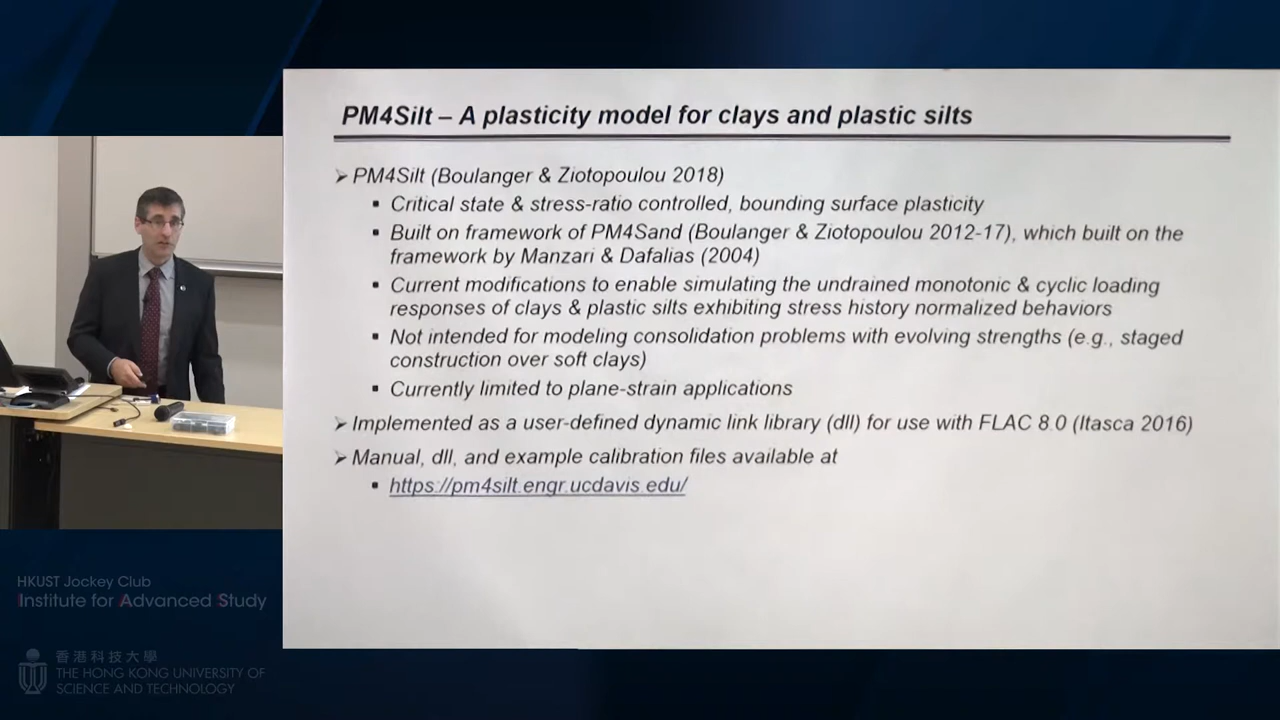 PM4Silt – A plasticity model for clays and plastic silts
➢ PM4Silt (Boulanger & Ziotopoulou 2018)
▪ Critical state & stress-ratio controlled, bounding surface plasticity
▪ Built on framework of PM4Sand (Boulanger & Ziotopoulou 2012-17), which built on the
framework by Manzari & Dafalias (2004)
▪ Current modifications to enable simulating the undrained monotonic & cyclic loading
responses of clays & plastic silts exhibiting stress history normalized behaviors
▪ Not intended for modeling consolidation problems with evolving strengths (e.g., staged
construction over soft clays)
▪ Currently limited to plane-strain applications
➢ Implemented as a user-defined dynamic link library (dll) for use with FLAC 8.0 (Itasca 2016)
➢ Manual, dll, and example calibration files available at
▪ https://pm4silt.engr.ucdavis.edu/
HKUST Jockey Club
Institute for Advanced Study
香港科技大學
THE HONG KONG UNIVERSITY OF
SCIENCE AND TECHNOLOGY